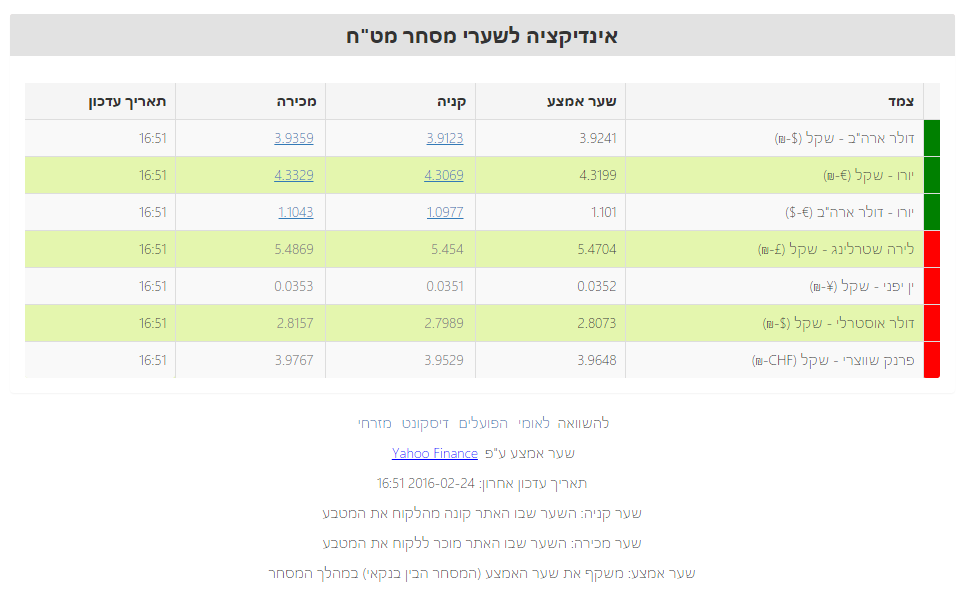 אינדיקציה לשערי מסחר מט"ח
צמד שער אמצע קניה מכירה תאריך עדכון
דולר ארה"ב - שקל ($-₪) 3.9241 3.9123 3.9359 16:51
יורו - שקל (€-₪) 4.3199 4.3069 4.3329 16:51
יורו - דולר ארה"ב (€-$) 1.101 1.0977 1.1043 16:51
לירה שטרלינג - שקל (£-₪) 5.4704 5.454 5.4869 16:51
ין יפני - שקל (¥-₪) 0.0352 0.0351 0.0353 16:51
דולר אוסטרלי - שקל ($-₪) 2.8073 2.7989 2.8157 16:51
פרנק שווצרי - שקל (CHF-₪) 3.9648 3.9529 3.9767 16:51
להשוואה לאומי הפועלים דיסקונט מזרחי
שער אמצע ע"פ Yahoo Finance
תאריך עדכון אחרון: 2016-02-24 16:51
שער קניה: השער שבו האתר קונה מהלקוח את המטבע
שער מכירה: השער שבו האתר מוכר ללקוח את המטבע
שער אמצע: משקף את שער האמצע (המסחר הבין בנקאי) במהלך המסחר